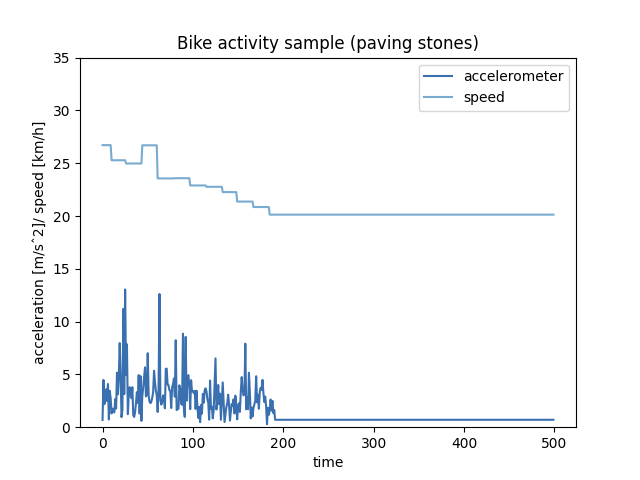 Bike activity sample (paving stones)
accelerometer
speed
acceleration [m/s^2]/ speed [km/h]
35
30
25
20
15
10
5
0
0 100 200 300 400 500
time